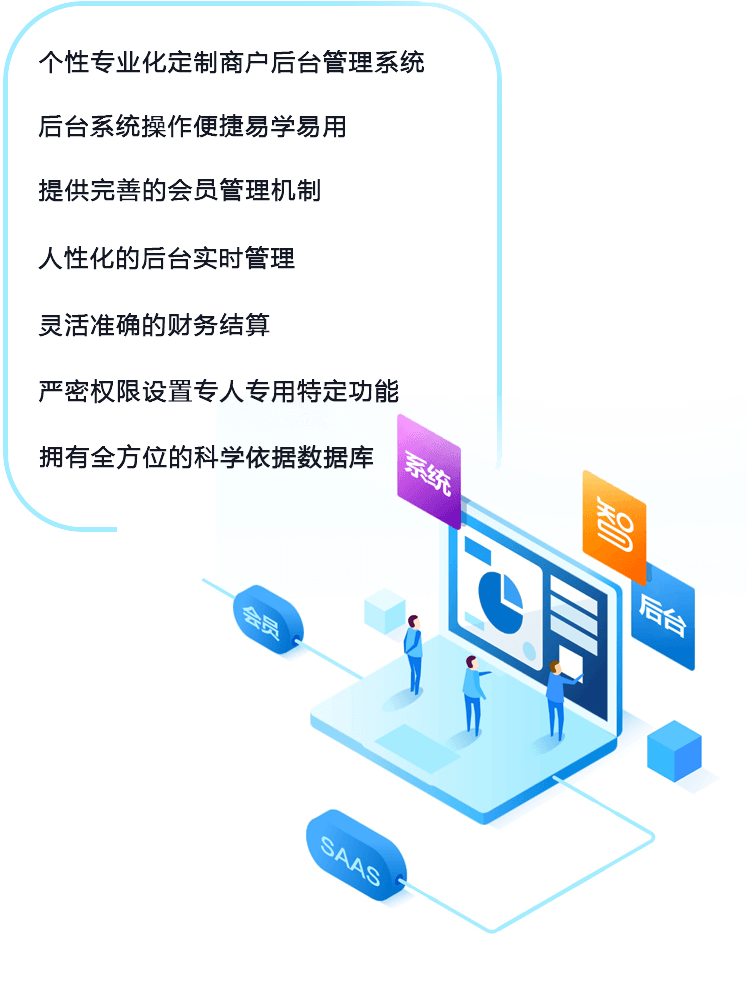 个性专业化定制商户后台管理系统
后台系统操作便捷易学易用
提供完善的会员管理机制
人性化的后台实时管理
灵活准确的财务结算
严密权限设置专人专用特定功能
拥有全方位的科学依据数据库
系统
智
后台
会员
SAAS